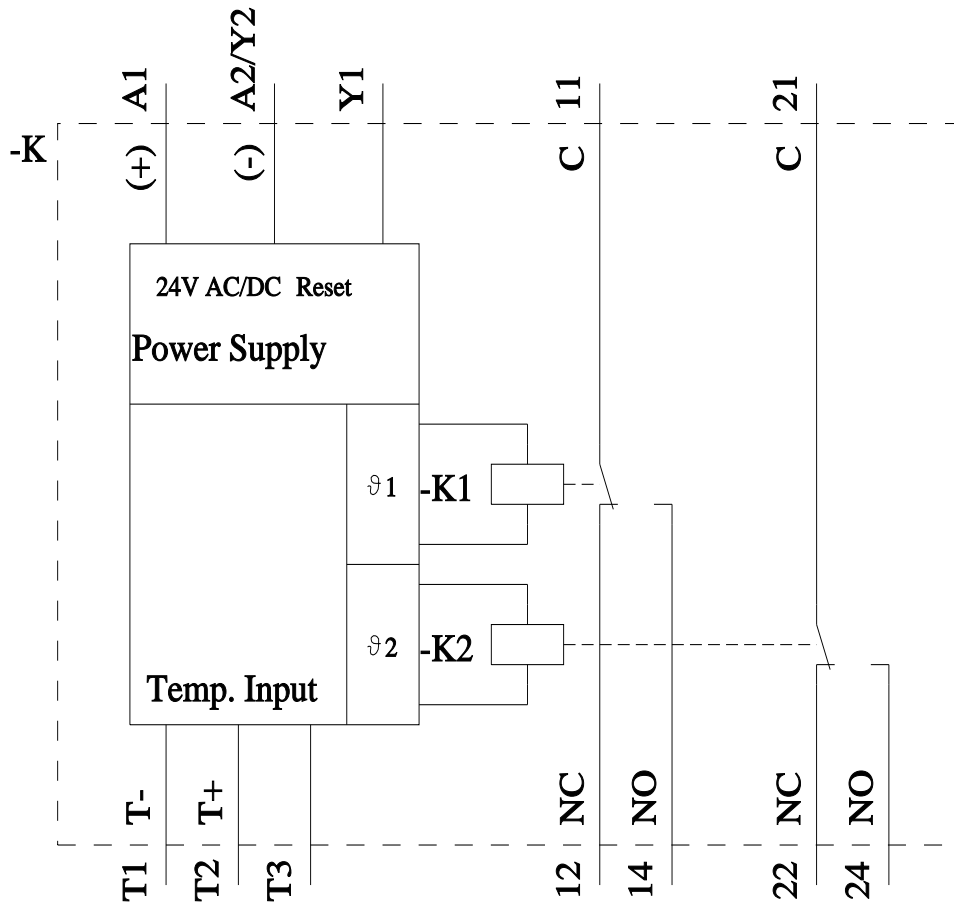 A1 A2/Y2 Y1 11 21
-K (+) (-) C C
24V AC/DC Reset
Power Supply
ϑ1 -K1
ϑ2 -K2
Temp. Input
T- T+ NC NO NC NO
T1 T2 T3 12 14 22 24